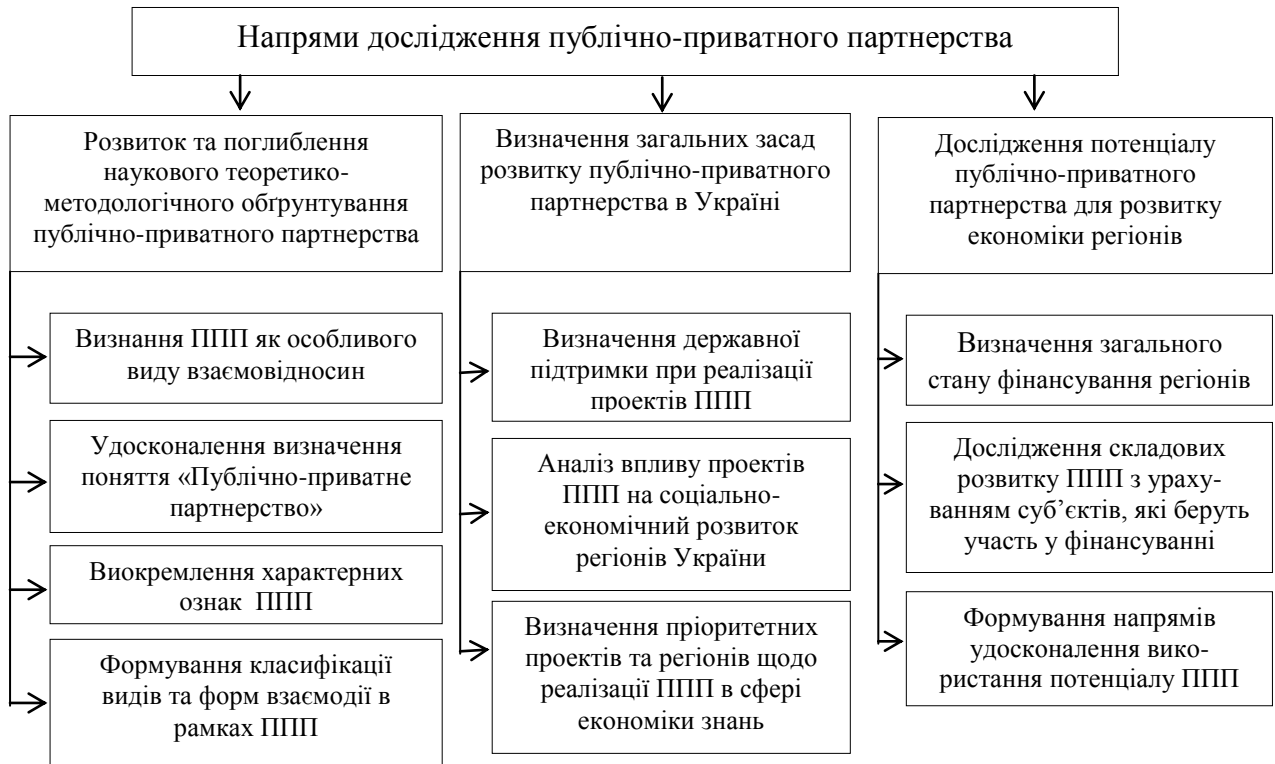 Напрями дослідження публічно-приватного партнерства
Розвиток та поглиблення
наукового теоретико-
методологічного обґрунтування
публічно-приватного партнерства
Визнання ППП як особливого
виду взаємовідносин
Удосконалення визначення
поняття «Публічно-приватне
партнерство»
Виокремлення характерних
ознак ППП
Формування класифікації
видів та форм взаємодії в
рамках ППП
Визначення загальних засад
розвитку публічно-приватного
партнерства в Україні
Визначення державної
підтримки при реалізації
проектів ППП
Аналіз впливу проектів
ППП на соціально-
економічний розвиток
регіонів України
Визначення пріоритетних
проектів та регіонів щодо
реалізації ППП в сфері
економіки знань
Дослідження потенціалу
публічно-приватного
партнерства для розвитку
економіки регіонів
Визначення загального
стану фінансування регіонів
Дослідження складових
розвитку ППП з ураху-
ванням суб’єктів, які беруть
участь у фінансуванні
Формування напрямів
удосконалення вико-
ристання потенціалу ППП